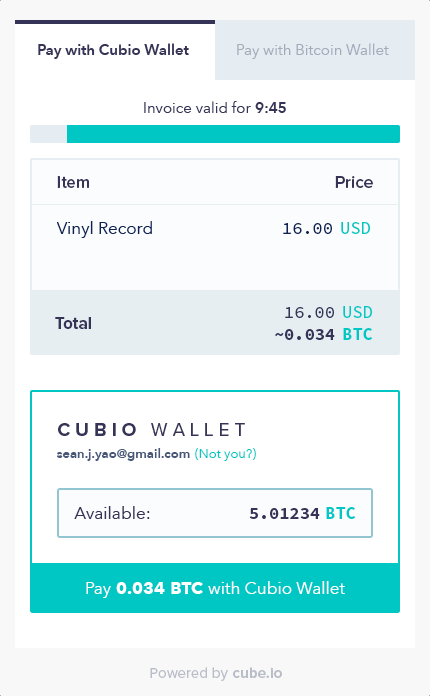 Pay with Cubio Wallet Pay with Bitcoin Wallet
Invoice valid for 9:45
Item Price
Vinyl Record 16.00 USD
Total 16.00 USD
~0.034 BTC
CUBIO WALLET
sean.j.yao@gmail.com (Not you?)
Available: 5.01234 BTC
Pay 0.034 BTC with Cubio Wallet
Powered by cube.io